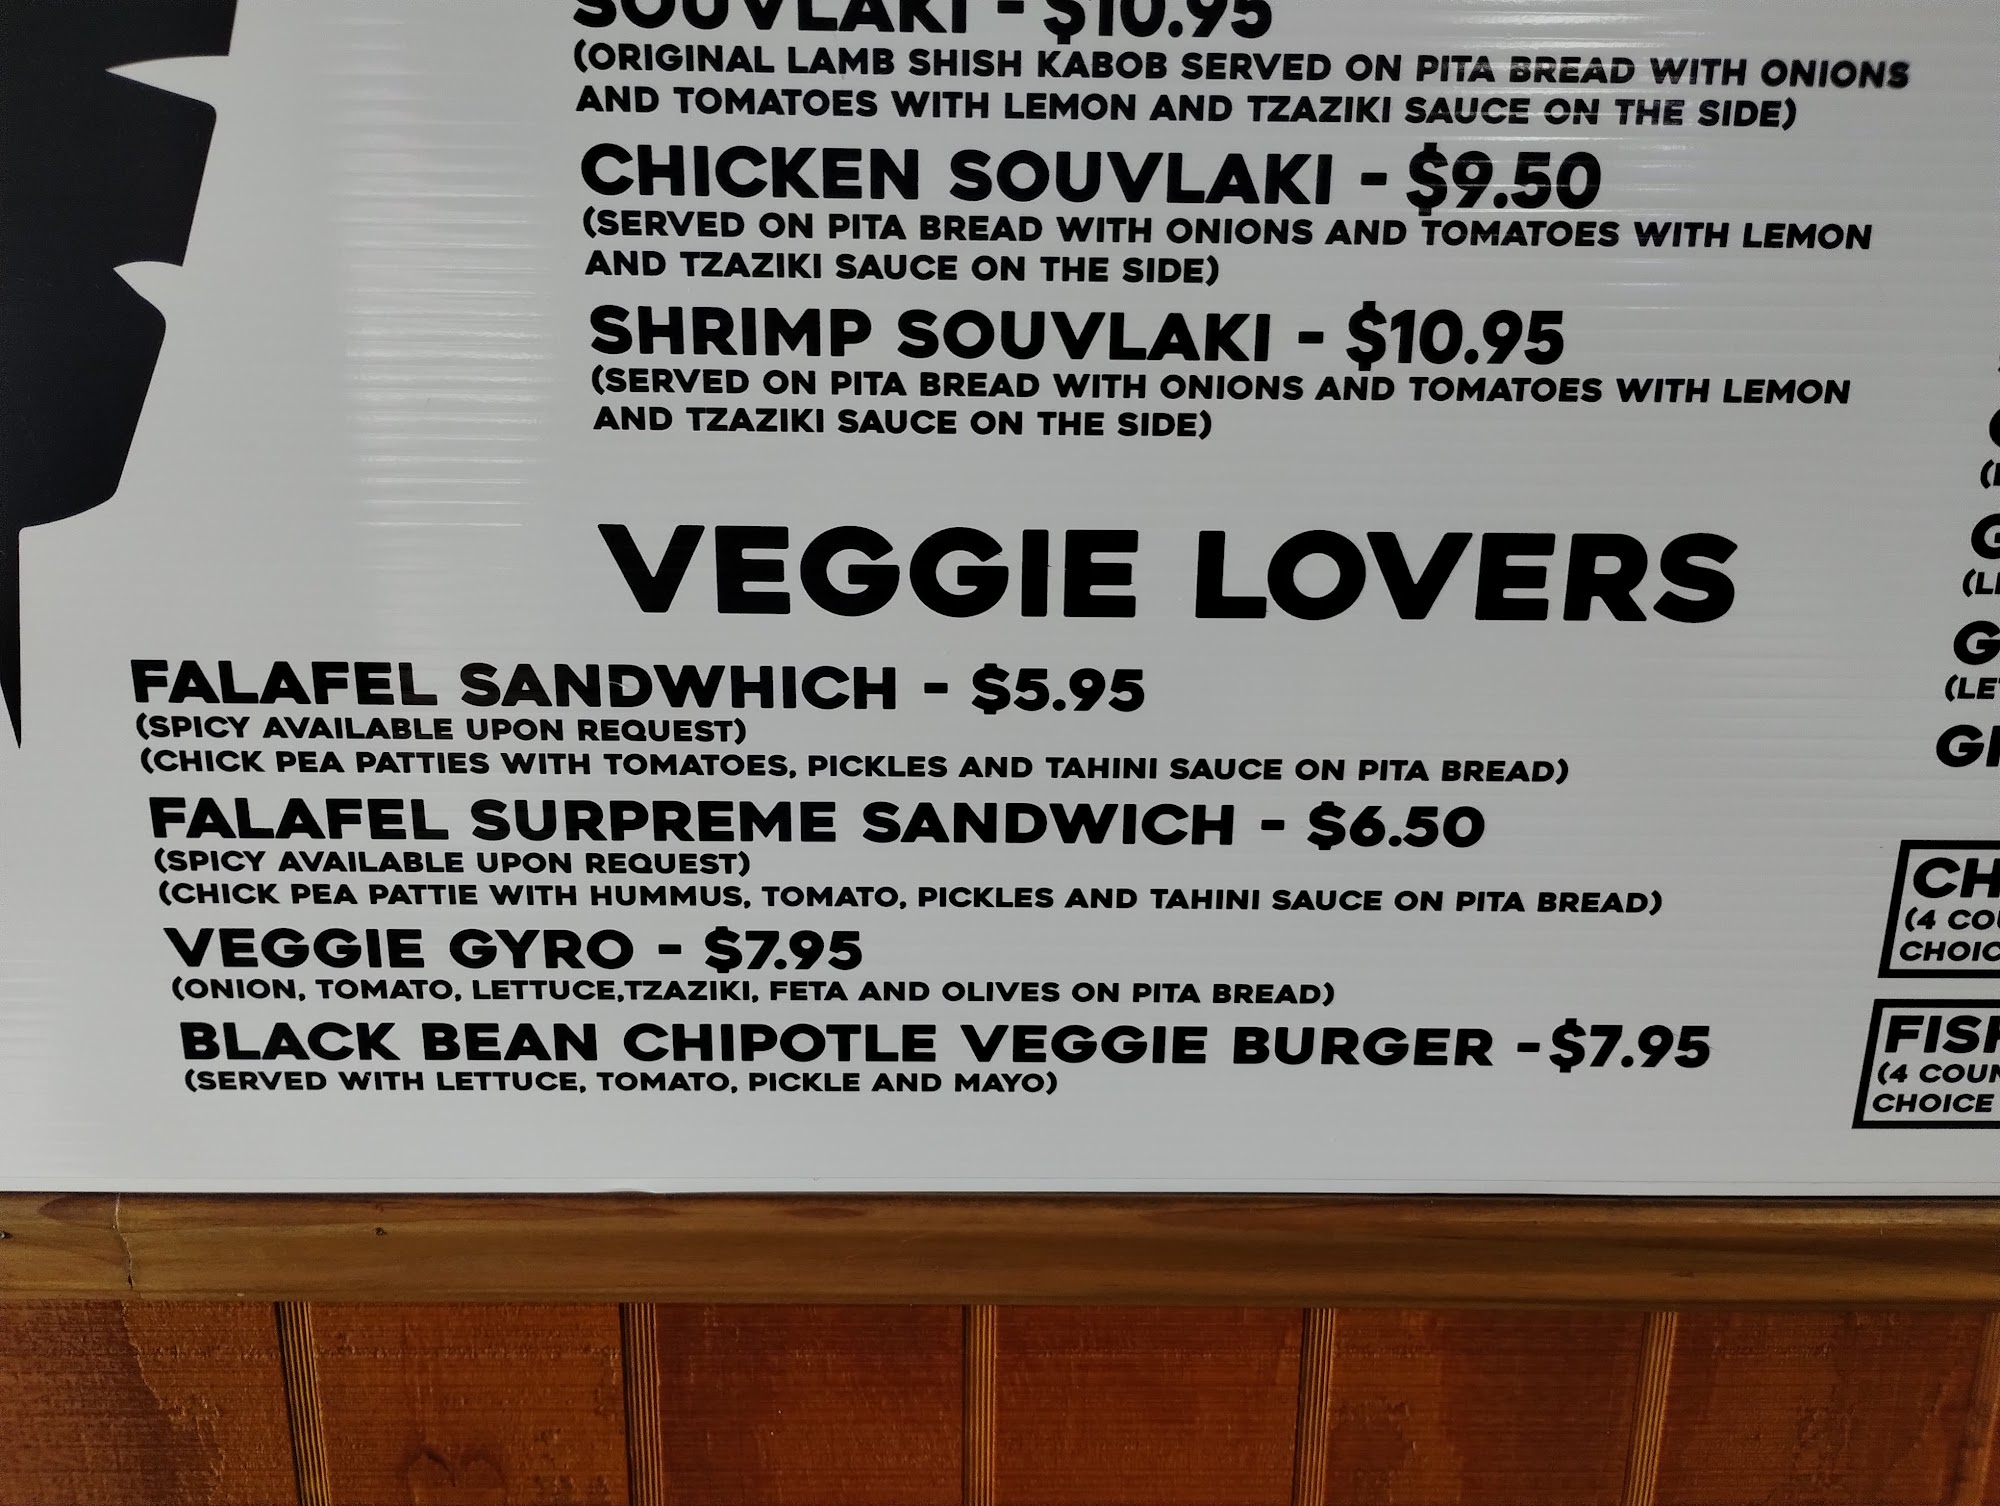 SOUVLAKI - $10.95
(ORIGINAL LAMB SHISH KABOB SERVED ON PITA BREAD WITH ONIONS
AND TOMATOES WITH LEMON AND TZAZIKI SAUCE ON THE SIDE)
CHICKEN SOUVLAKI - $9.50
(SERVED ON PITA BREAD WITH ONIONS AND TOMATOES WITH LEMON
AND TZAZIKI SAUCE ON THE SIDE)
SHRIMP SOUVLAKI - $10.95
(SERVED ON PITA BREAD WITH ONIONS AND TOMATOES WITH LEMON
AND TZAZIKI SAUCE ON THE SIDE)
VEGGIE LOVERS
FALAFEL SANDWHICH - $5.95
(SPICY AVAILABLE UPON REQUEST)
(CHICK PEA PATTIES WITH TOMATOES, PICKLES AND TAHINI SAUCE ON PITA BREAD)
FALAFEL SURPREME SANDWICH - $6.50
(SPICY AVAILABLE UPON REQUEST)
(CHICK PEA PATTIE WITH HUMMUS, TOMATO, PICKLES AND TAHINI SAUCE ON PITA BREAD)
VEGGIE GYRO - $7.95
(ONION, TOMATO, LETTUCE,TZAZIKI, FETA AND OLIVES ON PITA BREAD)
BLACK BEAN CHIPOTLE VEGGIE BURGER -$7.95
(SERVED WITH LETTUCE, TOMATO, PICKLE AND MAYO)
(4
(4
CHOICE